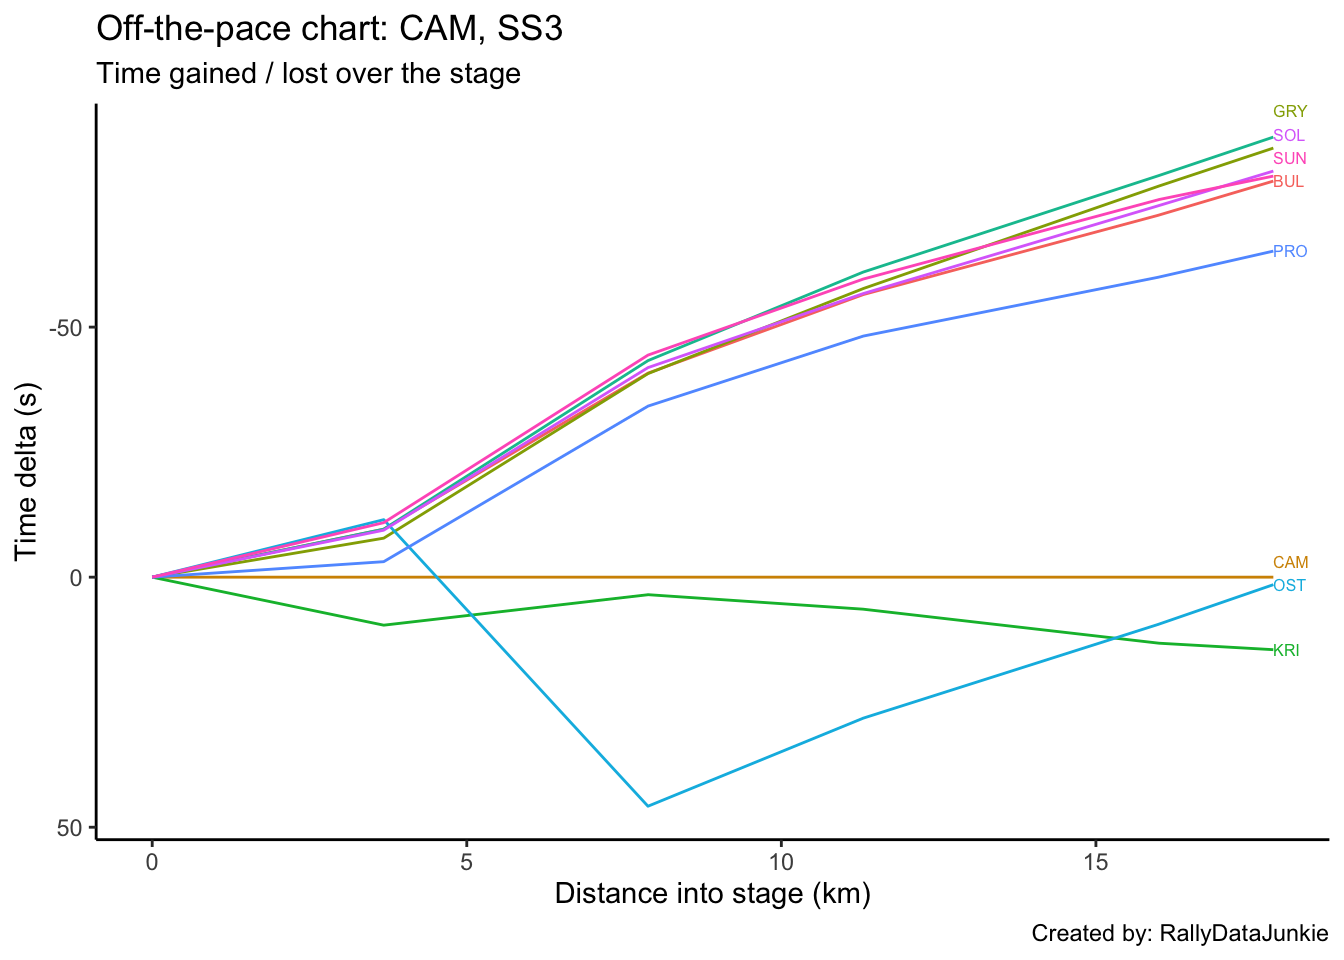 Off-the-pace chart: CAM, SS3
Time gained / lost over the stage
GRY
SOL
SUN
BUL
PRO
CAM
OST
KRI
-50
0
50
Time delta (s)
0 5 10 15
Distance into stage (km)
Created by: RallyDataJunkie